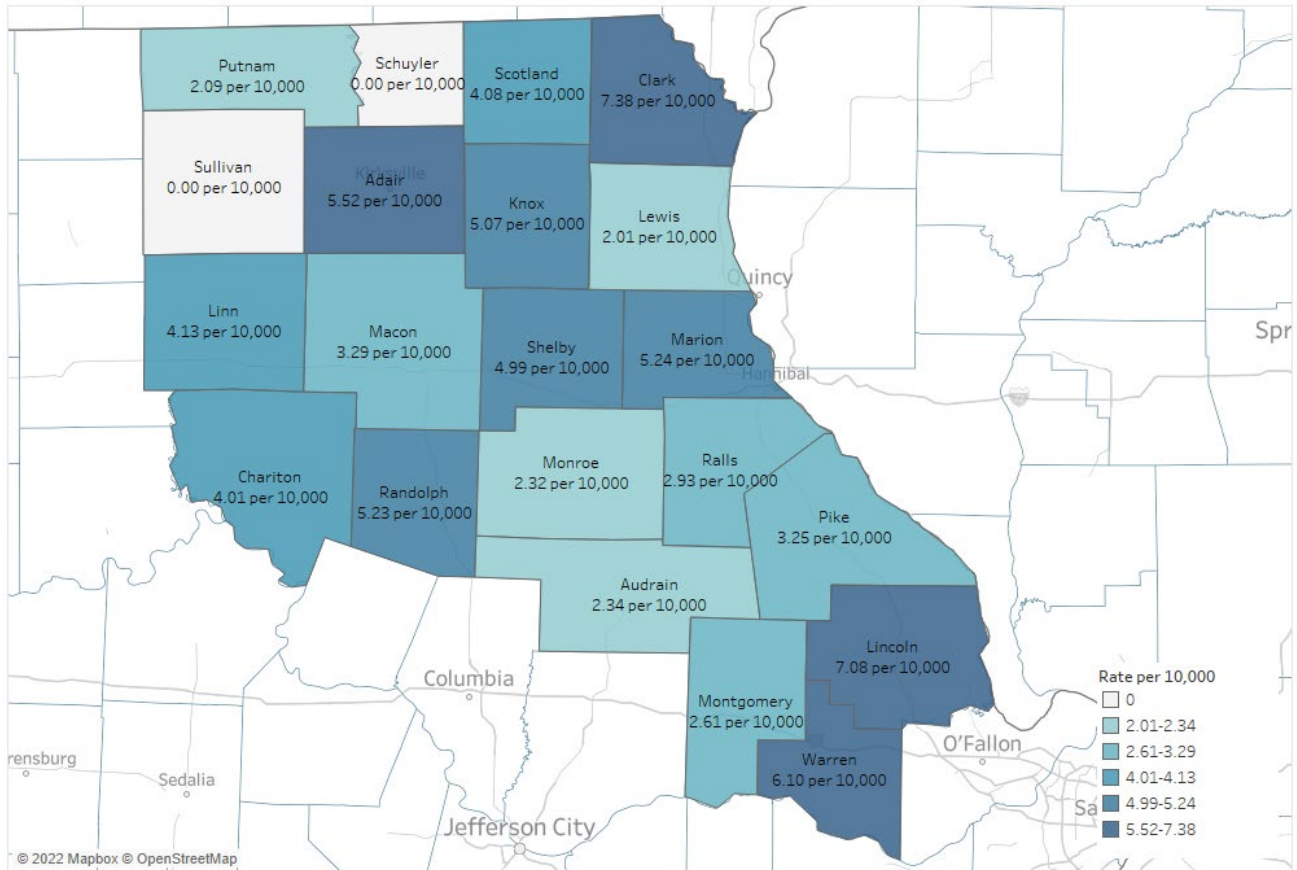 Putnam
2.09 per 10,000
Schuyler
0.00 per 10,000
Scotland
4.08 per 10,000
Clark
7.38 per 10,000
Sullivan
0.00 per 10,000
Kirksville
Adair
5.52 per 10,000
Knox
5.07 per 10,000
Lewis
2.01 per 10,000
Quincy
Linn
4.13 per 10,000
Macon
3.29 per 10,000
Shelby
4.99 per 10,000
Marion
5.24 per 10,000
Hannibal
Spr
Chariton
4.01 per 10,000
Randolph
5.23 per 10,000
Monroe
2.32 per 10,000
Ralls
2.93 per 10,000
Pike
3.25 per 10,000
Audrain
2.34 per 10,000
Lincoln
7.08 per 10,000
Columbia
Montgomery
2.61 per 10,000
Warren
6.10 per 10,000
O'Fallon
rensburg
Sedalia
Jefferson City
Sa
Rate per 10,000
0
2.01-2.34
2.61-3.29
4.01-4.13
4.99-5.24
5.52-7.38
© 2022 Mapbox © OpenStreetMap